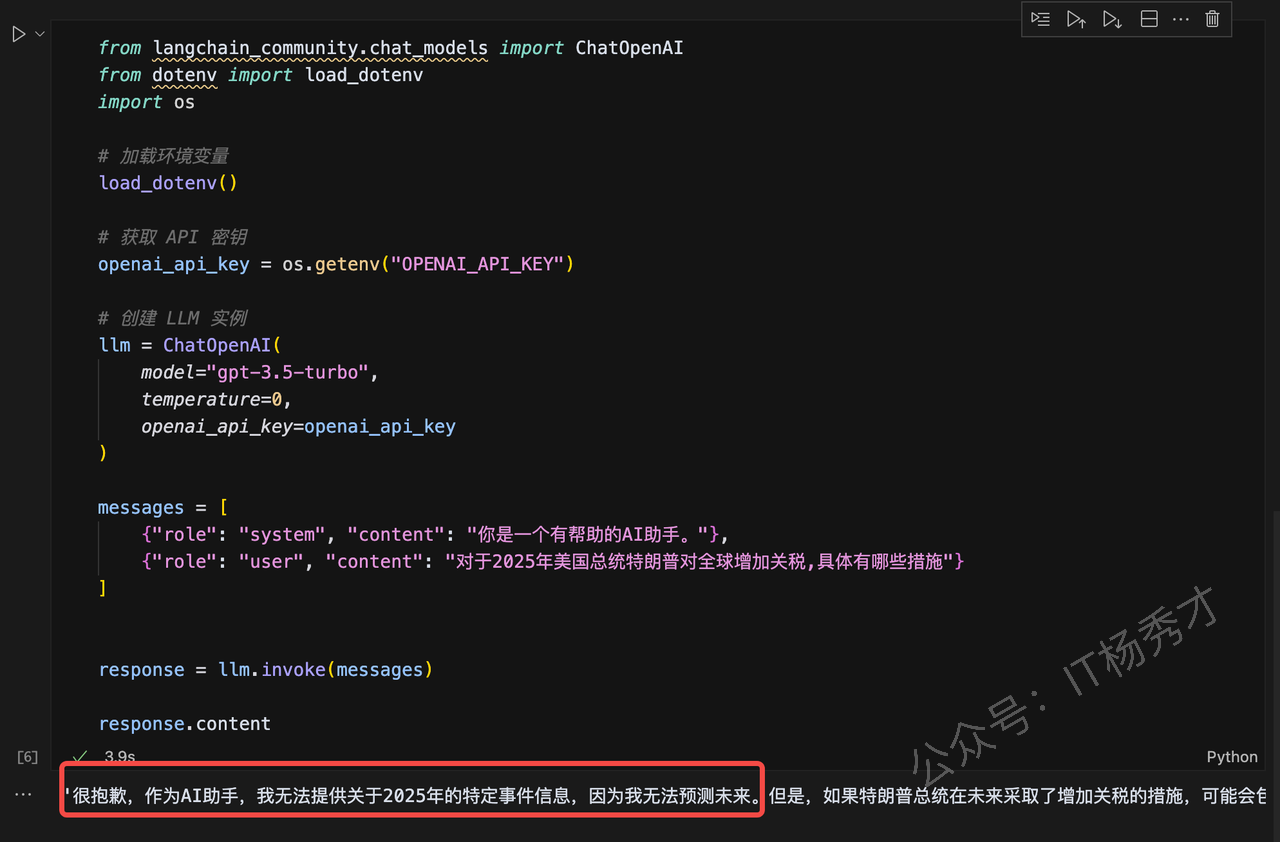 from langchain_community.chat_models import ChatOpenAI
from dotenv import load_dotenv
import os
# 加载环境变量
load_dotenv()
# 获取 API 密钥
openai_api_key = os.getenv("OPENAI_API_KEY")
# 创建 LLM 实例
llm = ChatOpenAI(
    model="gpt-3.5-turbo",
    temperature=0,
    openai_api_key=openai_api_key
)
messages = [
    {"role": "system", "content": "你是一个有帮助的AI助手。"},
    {"role": "user", "content": "对于2025年美国总统特朗普对全球增加关税,具体有哪些措施"}
]
response = llm.invoke(messages)
response.content
[6] 3.9s Python
'很抱歉，作为AI助手，我无法提供关于2025年的特定事件信息，因为我无法预测未来。但是，如果特朗普总统在未来采取了增加关税的措施，可能会包
公众号：IT杨秀才